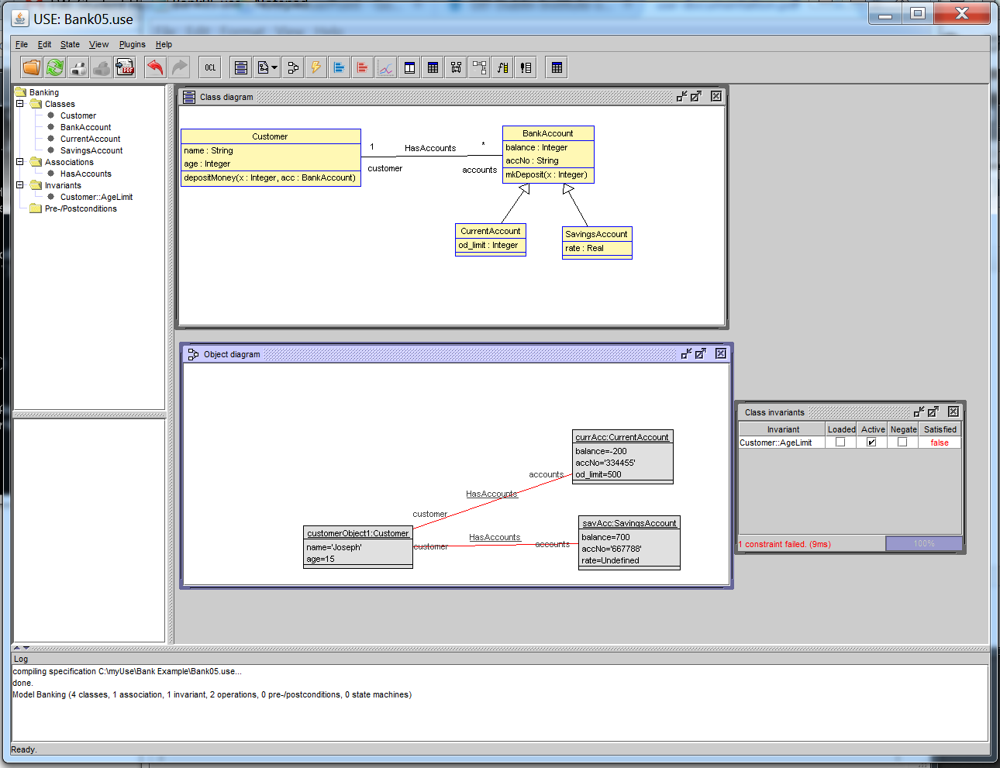 USE: Bank05.use
File Edit State View Plugins Help
OCL
PDF
Banking
Classes
Customer
BankAccount
CurrentAccount
SavingsAccount
Associations
HasAccounts
Invariants
Customer::AgeLimit
Pre-/Postconditions
Class diagram
Customer
name : String
age : Integer
depositMoney(x : Integer, acc : BankAccount)
1
HasAccounts
*
customer
accounts
BankAccount
balance : Integer
accNo : String
mkDeposit(x : Integer)
CurrentAccount
od_limit : Integer
SavingsAccount
rate : Real
Object diagram
currAcc:CurrentAccount
balance=-200
accNo='334455'
od_limit=500
accounts
HasAccounts
customer
customerObject1:Customer
name='Joseph'
age=15
HasAccounts
customer
accounts
savAcc:SavingsAccount
balance=700
accNo='667788'
rate=Undefined
Class invariants
Invariant Loaded Active Negate Satisfied
Customer::AgeLimit false
1 constraint failed. (9ms) 100%
Log
compiling specification C:\myUse\Bank Example\Bank05.use...
done.
Model Banking (4 classes, 1 association, 1 invariant, 2 operations, 0 pre-/postconditions, 0 state machines)
Ready.